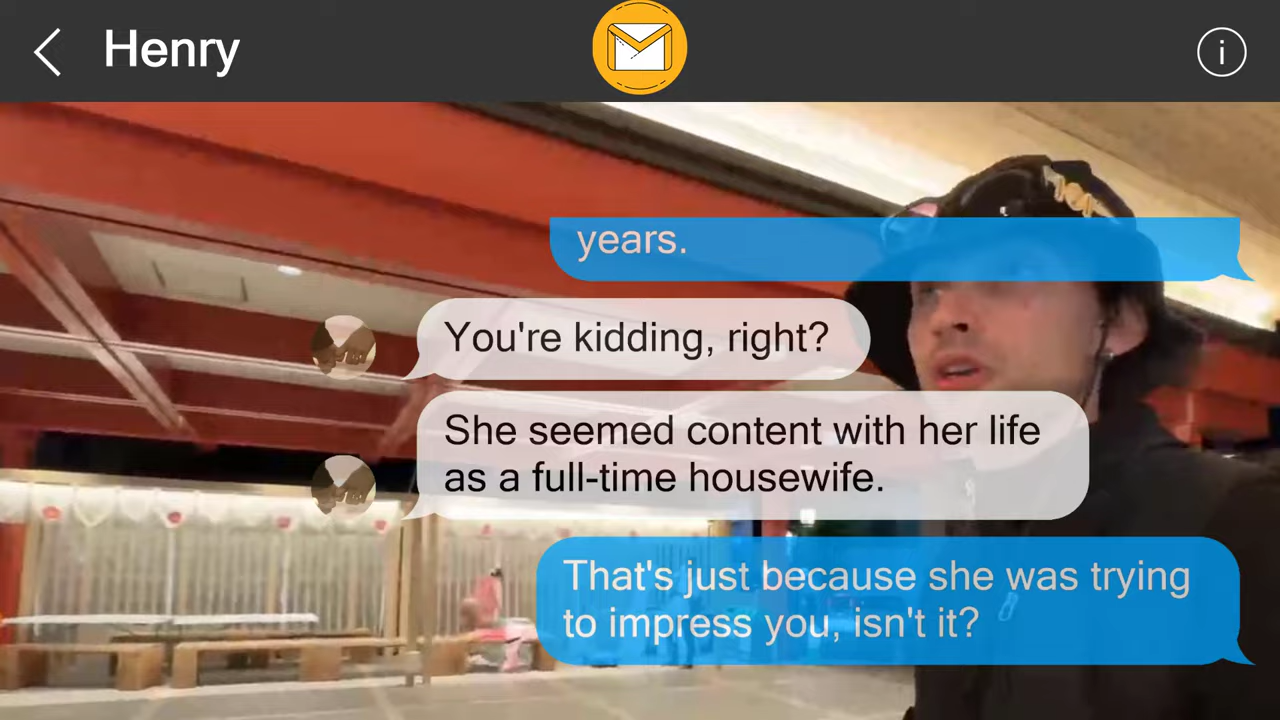 Henry
years.
You're kidding, right?
She seemed content with her life
as a full-time housewife.
That's just because she was trying
to impress you, isn't it?